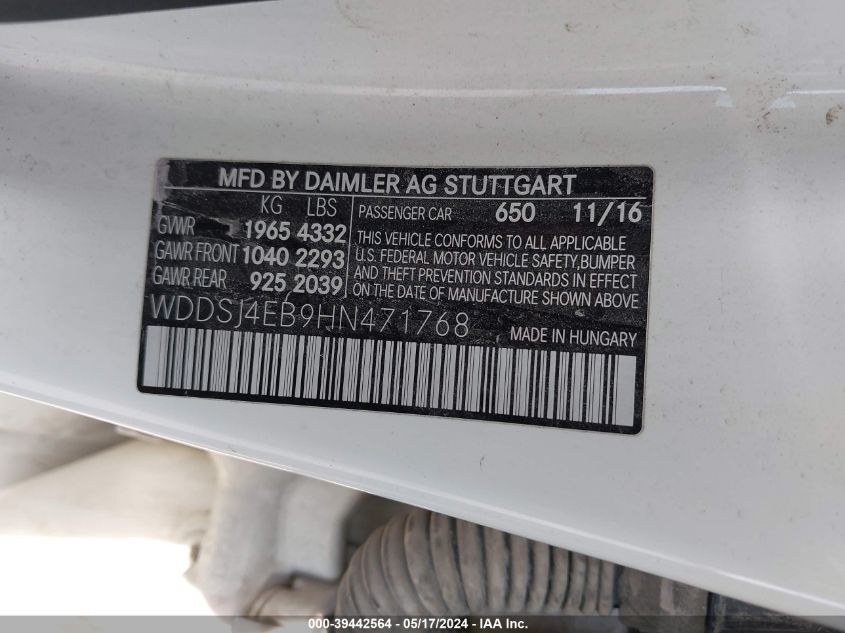 MFD BY DAIMLER AG STUTTGART
KG LBS
GVWR 1965 4332
GAWR FRONT 1040 2293
GAWR REAR 925 2039
PASSENGER CAR 650 11/16
THIS VEHICLE CONFORMS TO ALL APPLICABLE
U.S. FEDERAL MOTOR VEHICLE SAFETY, BUMPER
AND THEFT PREVENTION STANDARDS IN EFFECT
ON THE DATE OF MANUFACTURE SHOWN ABOVE
WDDSJ4EB9HN471768
MADE IN HUNGARY
000-39442564 - 05/17/2024 - IAA, Inc.